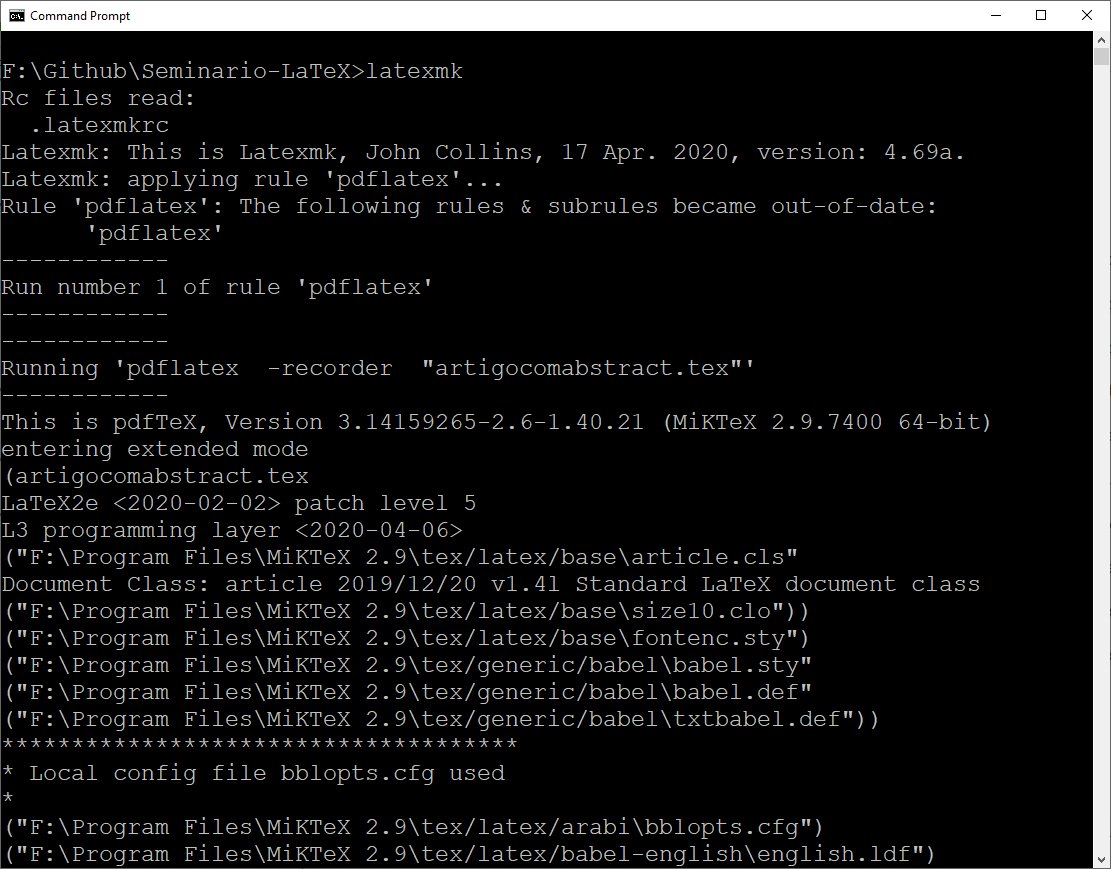 Command Prompt
F:\Github\Seminario-LaTeX>latexmk
Rc files read:
  .latexmkrc
Latexmk: This is Latexmk, John Collins, 17 Apr. 2020, version: 4.69a.
Latexmk: applying rule 'pdflatex'...
Rule 'pdflatex': The following rules & subrules became out-of-date:
      'pdflatex'
------------
Run number 1 of rule 'pdflatex'
------------
------------
Running 'pdflatex  -recorder  "artigocomabstract.tex"'
------------
This is pdfTeX, Version 3.14159265-2.6-1.40.21 (MiKTeX 2.9.7400 64-bit)
entering extended mode
(artigocomabstract.tex
LaTeX2e <2020-02-02> patch level 5
L3 programming layer <2020-04-06>
("F:\Program Files\MiKTeX 2.9\tex/latex/base\article.cls"
Document Class: article 2019/12/20 v1.4l Standard LaTeX document class
("F:\Program Files\MiKTeX 2.9\tex/latex/base\size10.clo"))
("F:\Program Files\MiKTeX 2.9\tex/latex/base\fontenc.sty")
("F:\Program Files\MiKTeX 2.9\tex/generic/babel\babel.sty"
("F:\Program Files\MiKTeX 2.9\tex/generic/babel\babel.def"
("F:\Program Files\MiKTeX 2.9\tex/generic/babel\txtbabel.def"))
*************************************
* Local config file bblopts.cfg used
*
("F:\Program Files\MiKTeX 2.9\tex/latex/arabi\bblopts.cfg")
("F:\Program Files\MiKTeX 2.9\tex/latex/babel-english\english.ldf")